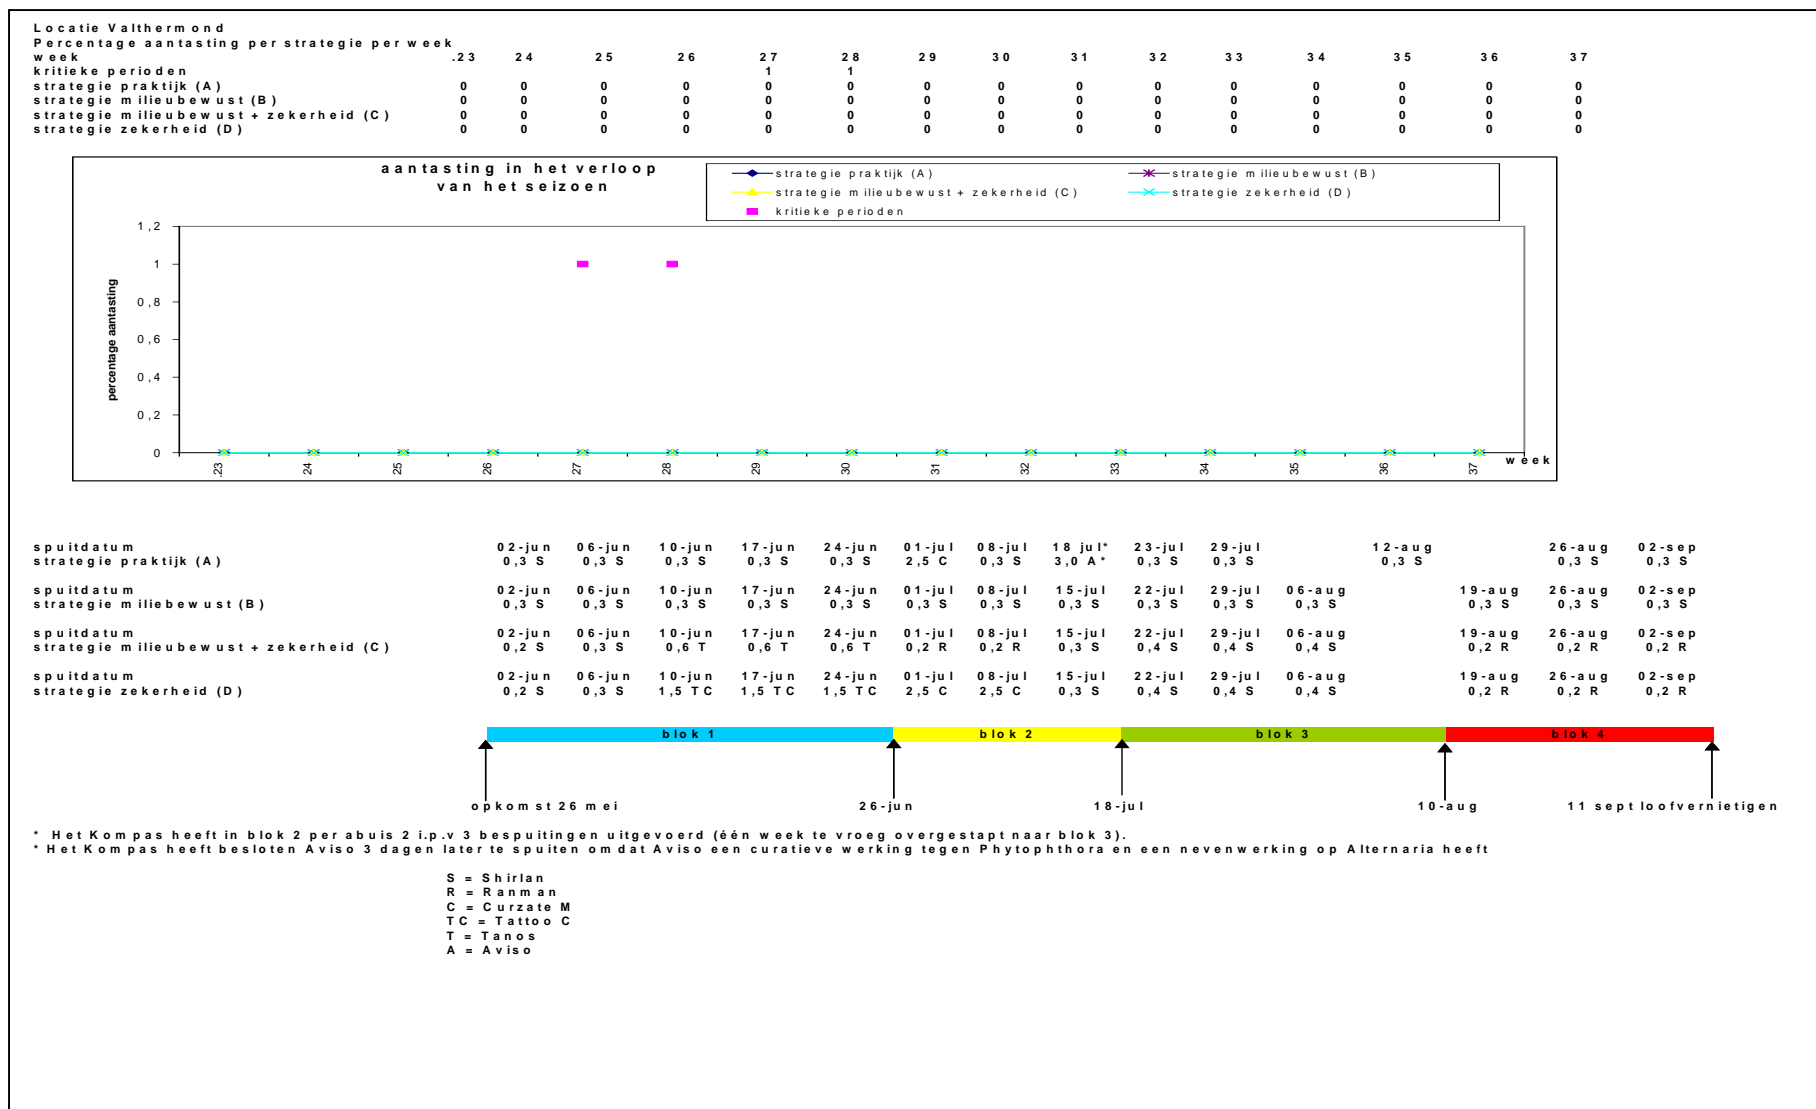 Locatie Valthermond
Percentage aantasting per strategie per week
week .23 24 25 26 27 28 29 30 31 32 33 34 35 36 37
kritieke perioden 1 1
strategie praktijk (A) 0 0 0 0 0 0 0 0 0 0 0 0 0 0 0
strategie milieubewust (B) 0 0 0 0 0 0 0 0 0 0 0 0 0 0 0
strategie milieubewust + zekerheid (C) 0 0 0 0 0 0 0 0 0 0 0 0 0 0 0
strategie zekerheid (D) 0 0 0 0 0 0 0 0 0 0 0 0 0 0 0
aantasting in het verloop
van het seizoen
strategie praktijk (A) strategie milieubewust (B)
strategie milieubewust + zekerheid (C) strategie zekerheid (D)
kritieke perioden
percentage aantasting
1,2
1
0,8
0,6
0,4
0,2
0
.23 24 25 26 27 28 29 30 31 32 33 34 35 36 37
week
spuitdatum 02-jun 06-jun 10-jun 17-jun 24-jun 01-jul 08-jul 18 jul* 23-jul 29-jul 12-aug 26-aug 02-sep
strategie praktijk (A) 0,3 S 0,3 S 0,3 S 0,3 S 0,3 S 2,5 C 0,3 S 3,0 A* 0,3 S 0,3 S 0,3 S 0,3 S 0,3 S
spuitdatum 02-jun 06-jun 10-jun 17-jun 24-jun 01-jul 08-jul 15-jul 22-jul 29-jul 06-aug 19-aug 26-aug 02-sep
strategie miliebewust (B) 0,3 S 0,3 S 0,3 S 0,3 S 0,3 S 0,3 S 0,3 S 0,3 S 0,3 S 0,3 S 0,3 S 0,3 S 0,3 S 0,3 S
spuitdatum 02-jun 06-jun 10-jun 17-jun 24-jun 01-jul 08-jul 15-jul 22-jul 29-jul 06-aug 19-aug 26-aug 02-sep
strategie milieubewust + zekerheid (C) 0,2 S 0,3 S 0,6 T 0,6 T 0,6 T 0,2 R 0,2 R 0,3 S 0,4 S 0,4 S 0,4 S 0,2 R 0,2 R 0,2 R
spuitdatum 02-jun 06-jun 10-jun 17-jun 24-jun 01-jul 08-jul 15-jul 22-jul 29-jul 06-aug 19-aug 26-aug 02-sep
strategie zekerheid (D) 0,2 S 0,3 S 1,5 TC 1,5 TC 1,5 TC 2,5 C 2,5 C 0,3 S 0,4 S 0,4 S 0,4 S 0,2 R 0,2 R 0,2 R
blok 1 blok 2 blok 3 blok 4
opkomst 26 mei 26-jun 18-jul 10-aug 11 sept loofvernietigen
* Het Kompas heeft in blok 2 per abuis 2 i.p.v 3 bespuitingen uitgevoerd (één week te vroeg overgestapt naar blok 3).
* Het Kompas heeft besloten Aviso 3 dagen later te spuiten omdat Aviso een curatieve werking tegen Phytophthora en een nevenwerking op Alternaria heeft
S = Shirlan
R = Ranman
C = Curzate M
TC = Tattoo C
T = Tanos
A = Aviso